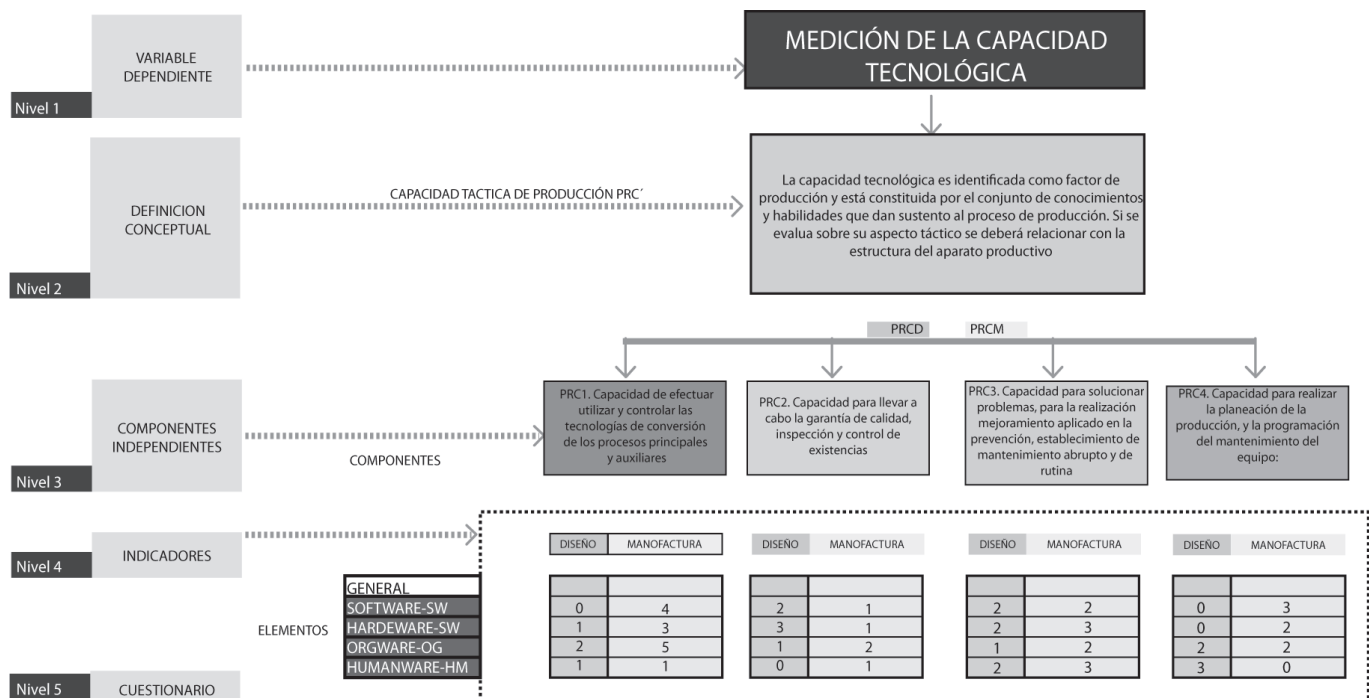 VARIABLE
DEPENDIENTE
Nivel 1
MEDICIÓN DE LA CAPACIDAD
TECNOLÓGICA
DEFINICION
CONCEPTUAL
Nivel 2
CAPACIDAD TACTICA DE PRODUCCIÓN PRC´
La capacidad tecnológica es identificada como factor de
producción y está constituida por el conjunto de conocimientos
y habilidades que dan sustento al proceso de producción. Si se
evalua sobre su aspecto táctico se deberá relacionar con la
estructura del aparato productivo
PRCD PRCM
COMPONENTES
INDEPENDIENTES
Nivel 3
COMPONENTES
PRC1. Capacidad de efectuar
utilizar y controlar las
tecnologías de conversión
de los procesos principales
y auxiliares
PRC2. Capacidad para llevar a
cabo la garantía de calidad,
inspección y control de
existencias
PRC3. Capacidad para solucionar
problemas, para la realización
mejoramiento aplicado en la
prevención, establecimiento de
mantenimiento abrupto y de
rutina
PRC4. Capacidad para realizar
la planeación de la
producción, y la programación
del mantenimiento del
equipo:
INDICADORES
Nivel 4
DISEÑO MANOFACTURA DISEÑO MANOFACTURA DISEÑO MANOFACTURA DISEÑO MANOFACTURA
ELEMENTOS
GENERAL
SOFTWARE-SW 0 4 2 1 2 2 0 3
HARDEWARE-SW 1 3 3 1 2 3 0 2
ORGWARE-OG 2 5 1 2 1 2 2 2
HUMANWARE-HM 1 1 0 1 2 3 3 0
Nivel 5
CUESTIONARIO